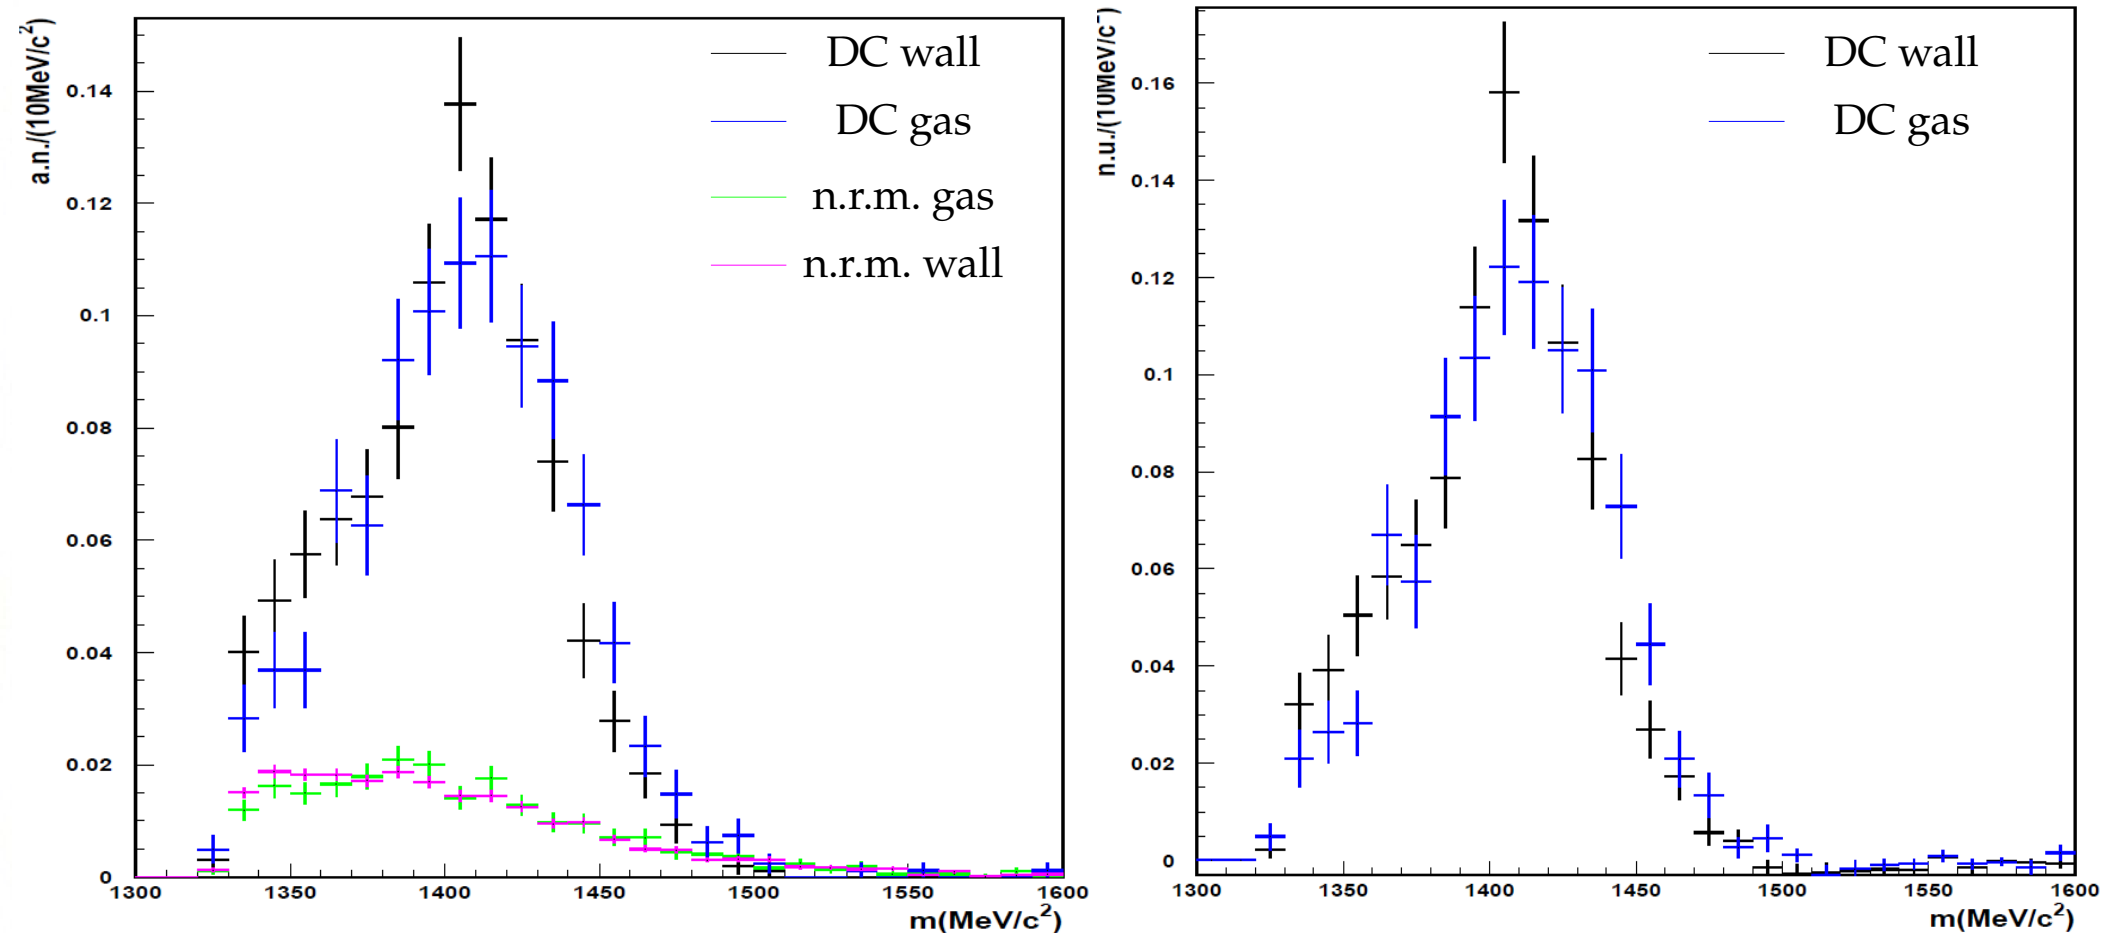 a.n./(10MeV/c²)
DC wall
DC gas
n.r.m. gas
n.r.m. wall
0.14
0.12
0.1
0.08
0.06
0.04
0.02
0
1300 1350 1400 1450 1500 1550 1600
m(MeV/c²)
n.u./(10MeV/c
DC wall
DC gas
0.16
0.14
0.12
0.1
0.08
0.06
0.04
0.02
0
1300 1350 1400 1450 1500 1550 1600
m(MeV/c²)